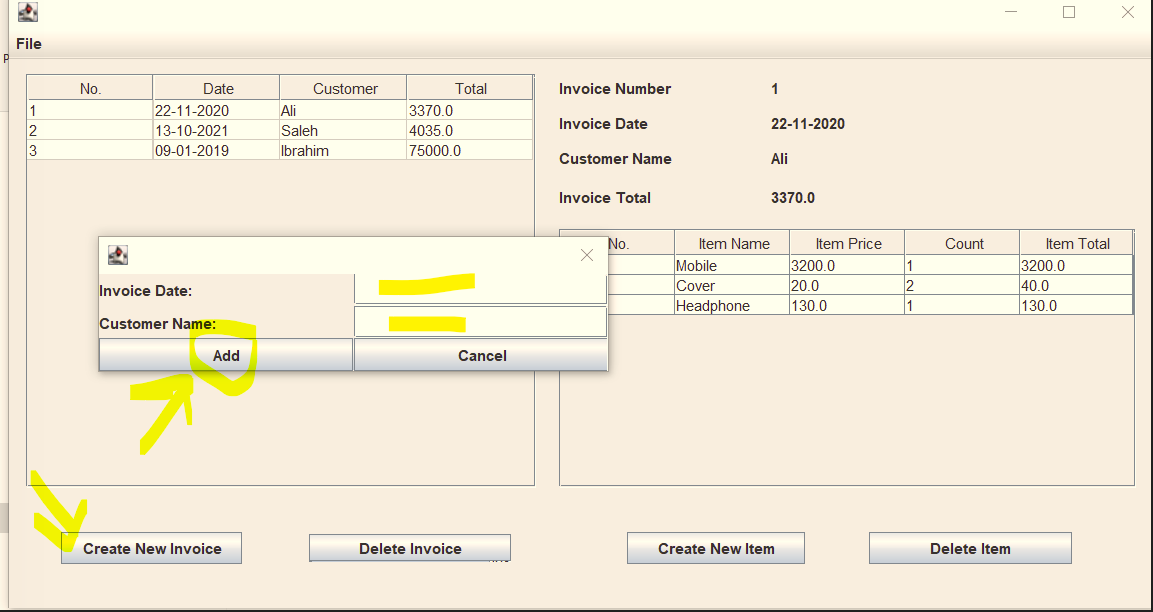 File
No. Date Customer Total
1 22-11-2020 Ali 3370.0
2 13-10-2021 Saleh 4035.0
3 09-01-2019 Ibrahim 75000.0
Invoice Number 1
Invoice Date 22-11-2020
Customer Name Ali
Invoice Total 3370.0
No. Item Name Item Price Count Item Total
Mobile 3200.0 1 3200.0
Cover 20.0 2 40.0
Headphone 130.0 1 130.0
Invoice Date:
Customer Name:
Add Cancel
Create New Invoice Delete Invoice Create New Item Delete Item